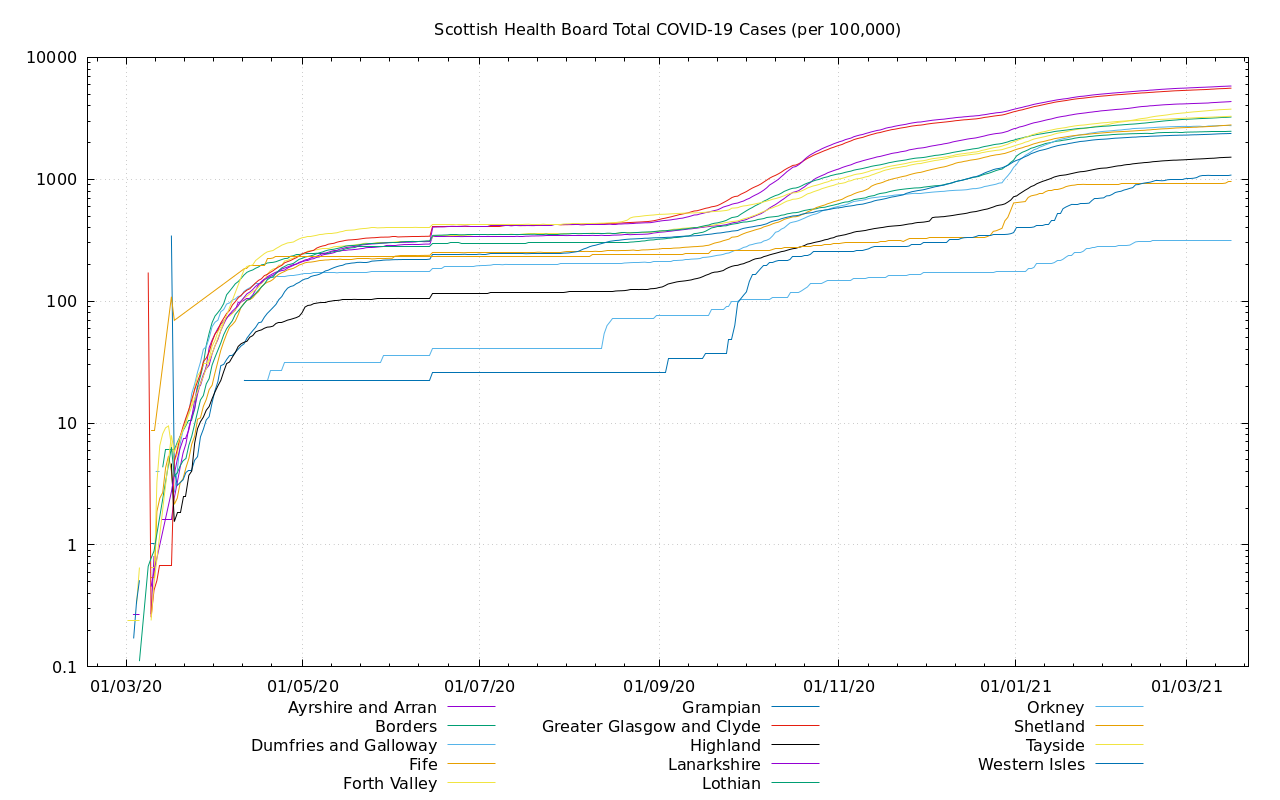 Scottish Health Board Total COVID-19 Cases (per 100,000)
10000
1000
100
10
1
0.1
01/03/20 01/05/20 01/07/20 01/09/20 01/11/20 01/01/21 01/03/21
Ayrshire and Arran Grampian Orkney
Borders Greater Glasgow and Clyde Shetland
Dumfries and Galloway Highland Tayside
Fife Lanarkshire Western Isles
Forth Valley Lothian